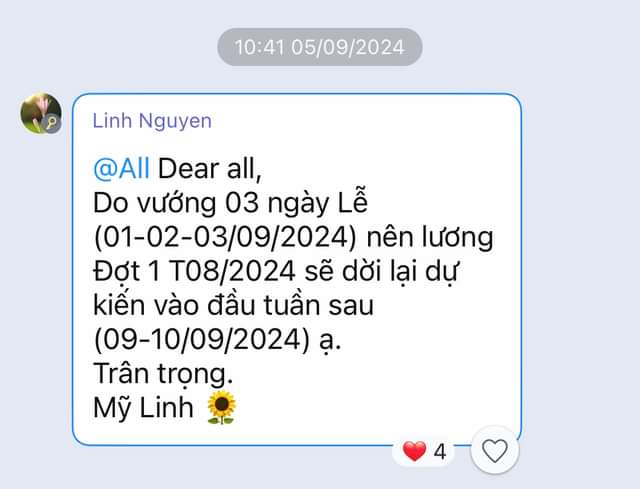 10:41 05/09/2024
Linh Nguyen
@All Dear all,
Do vướng 03 ngày Lễ
(01-02-03/09/2024) nên lương
Đợt 1 T08/2024 sẽ dời lại dự
kiến vào đầu tuần sau
(09-10/09/2024) ạ.
Trân trọng.
Mỹ Linh 🌻
❤️ 4